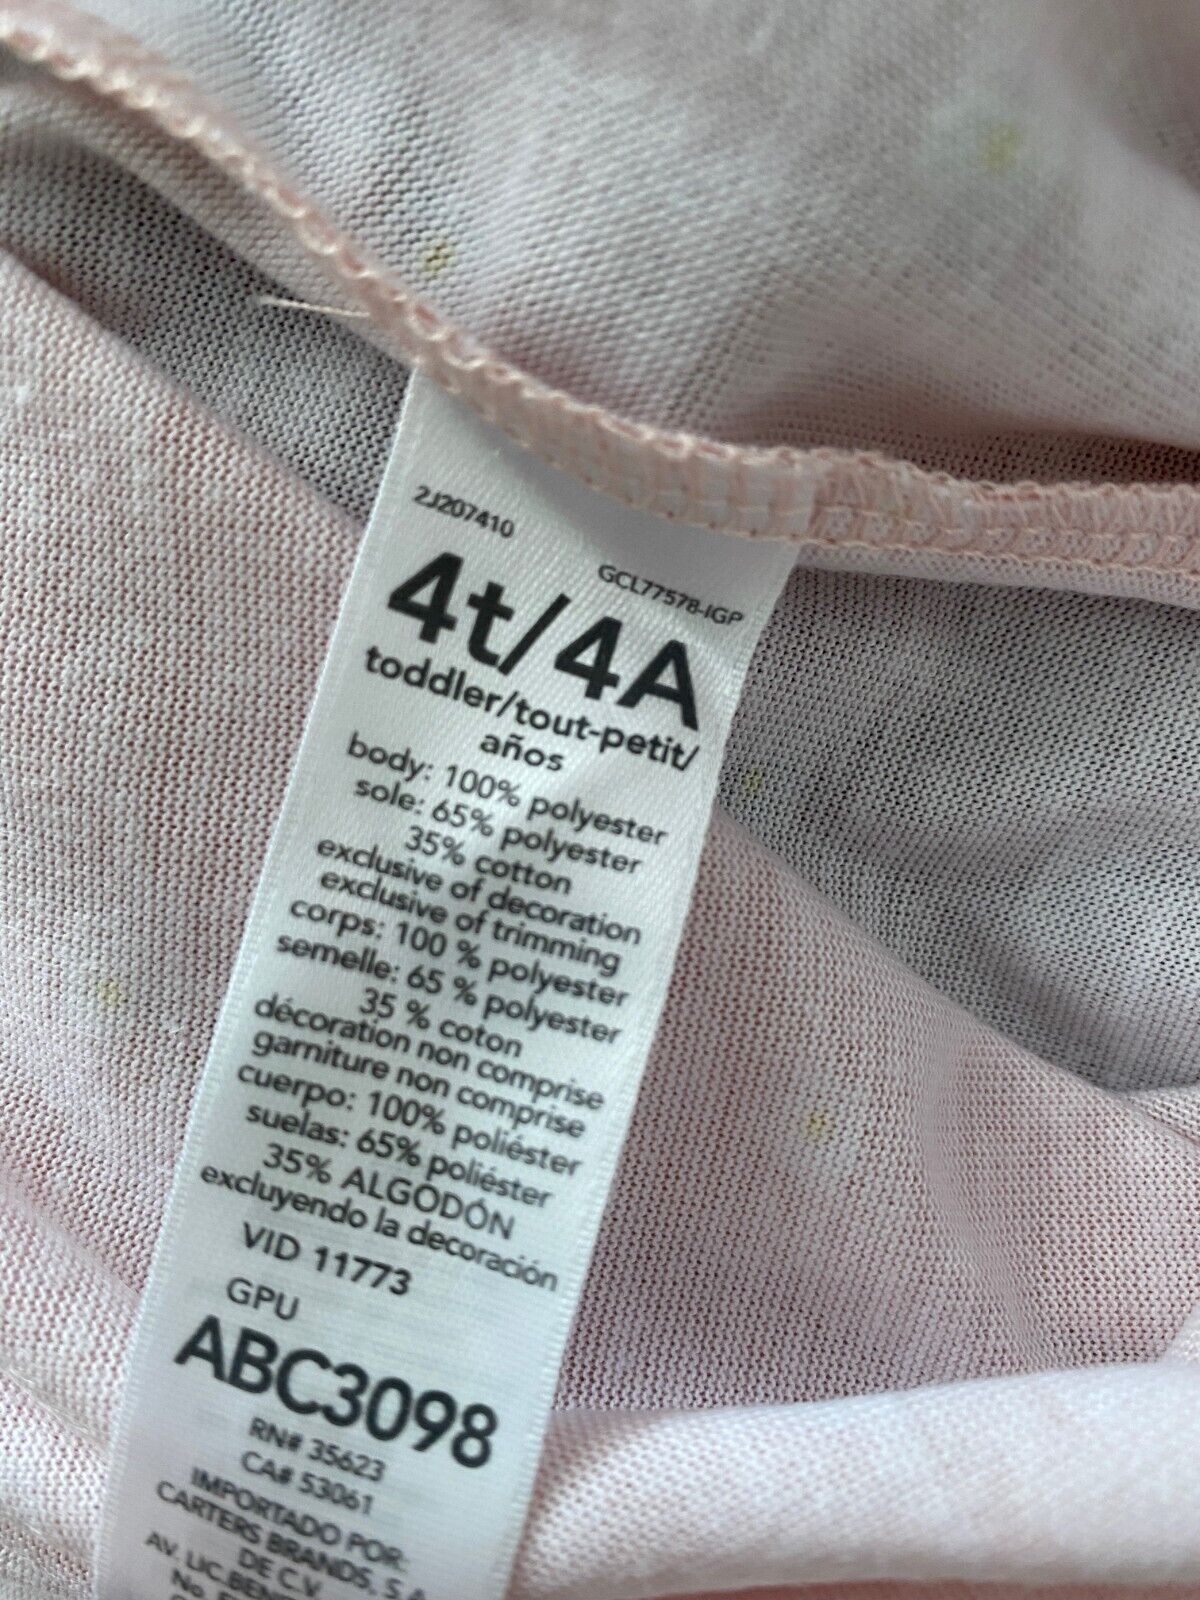 2J207410
GCL77578-IGP
4t/4A
toddler/tout-petit/
años
body: 100% polyester
sole: 65% polyester
35% cotton
exclusive of decoration
exclusive of trimming
corps: 100 % polyester
semelle: 65 % polyester
35 % coton
décoration non comprise
garniture non comprise
cuerpo: 100% poliéster
suelas: 65% poliéster
35% ALGODÓN
excluyendo la decoración
VID 11773
GPU
ABC3098
RN# 35623
CA# 53061
IMPORTADO POR:
CARTERS BRANDS, S.A.
DE C.V.
AV. LIC.
No.